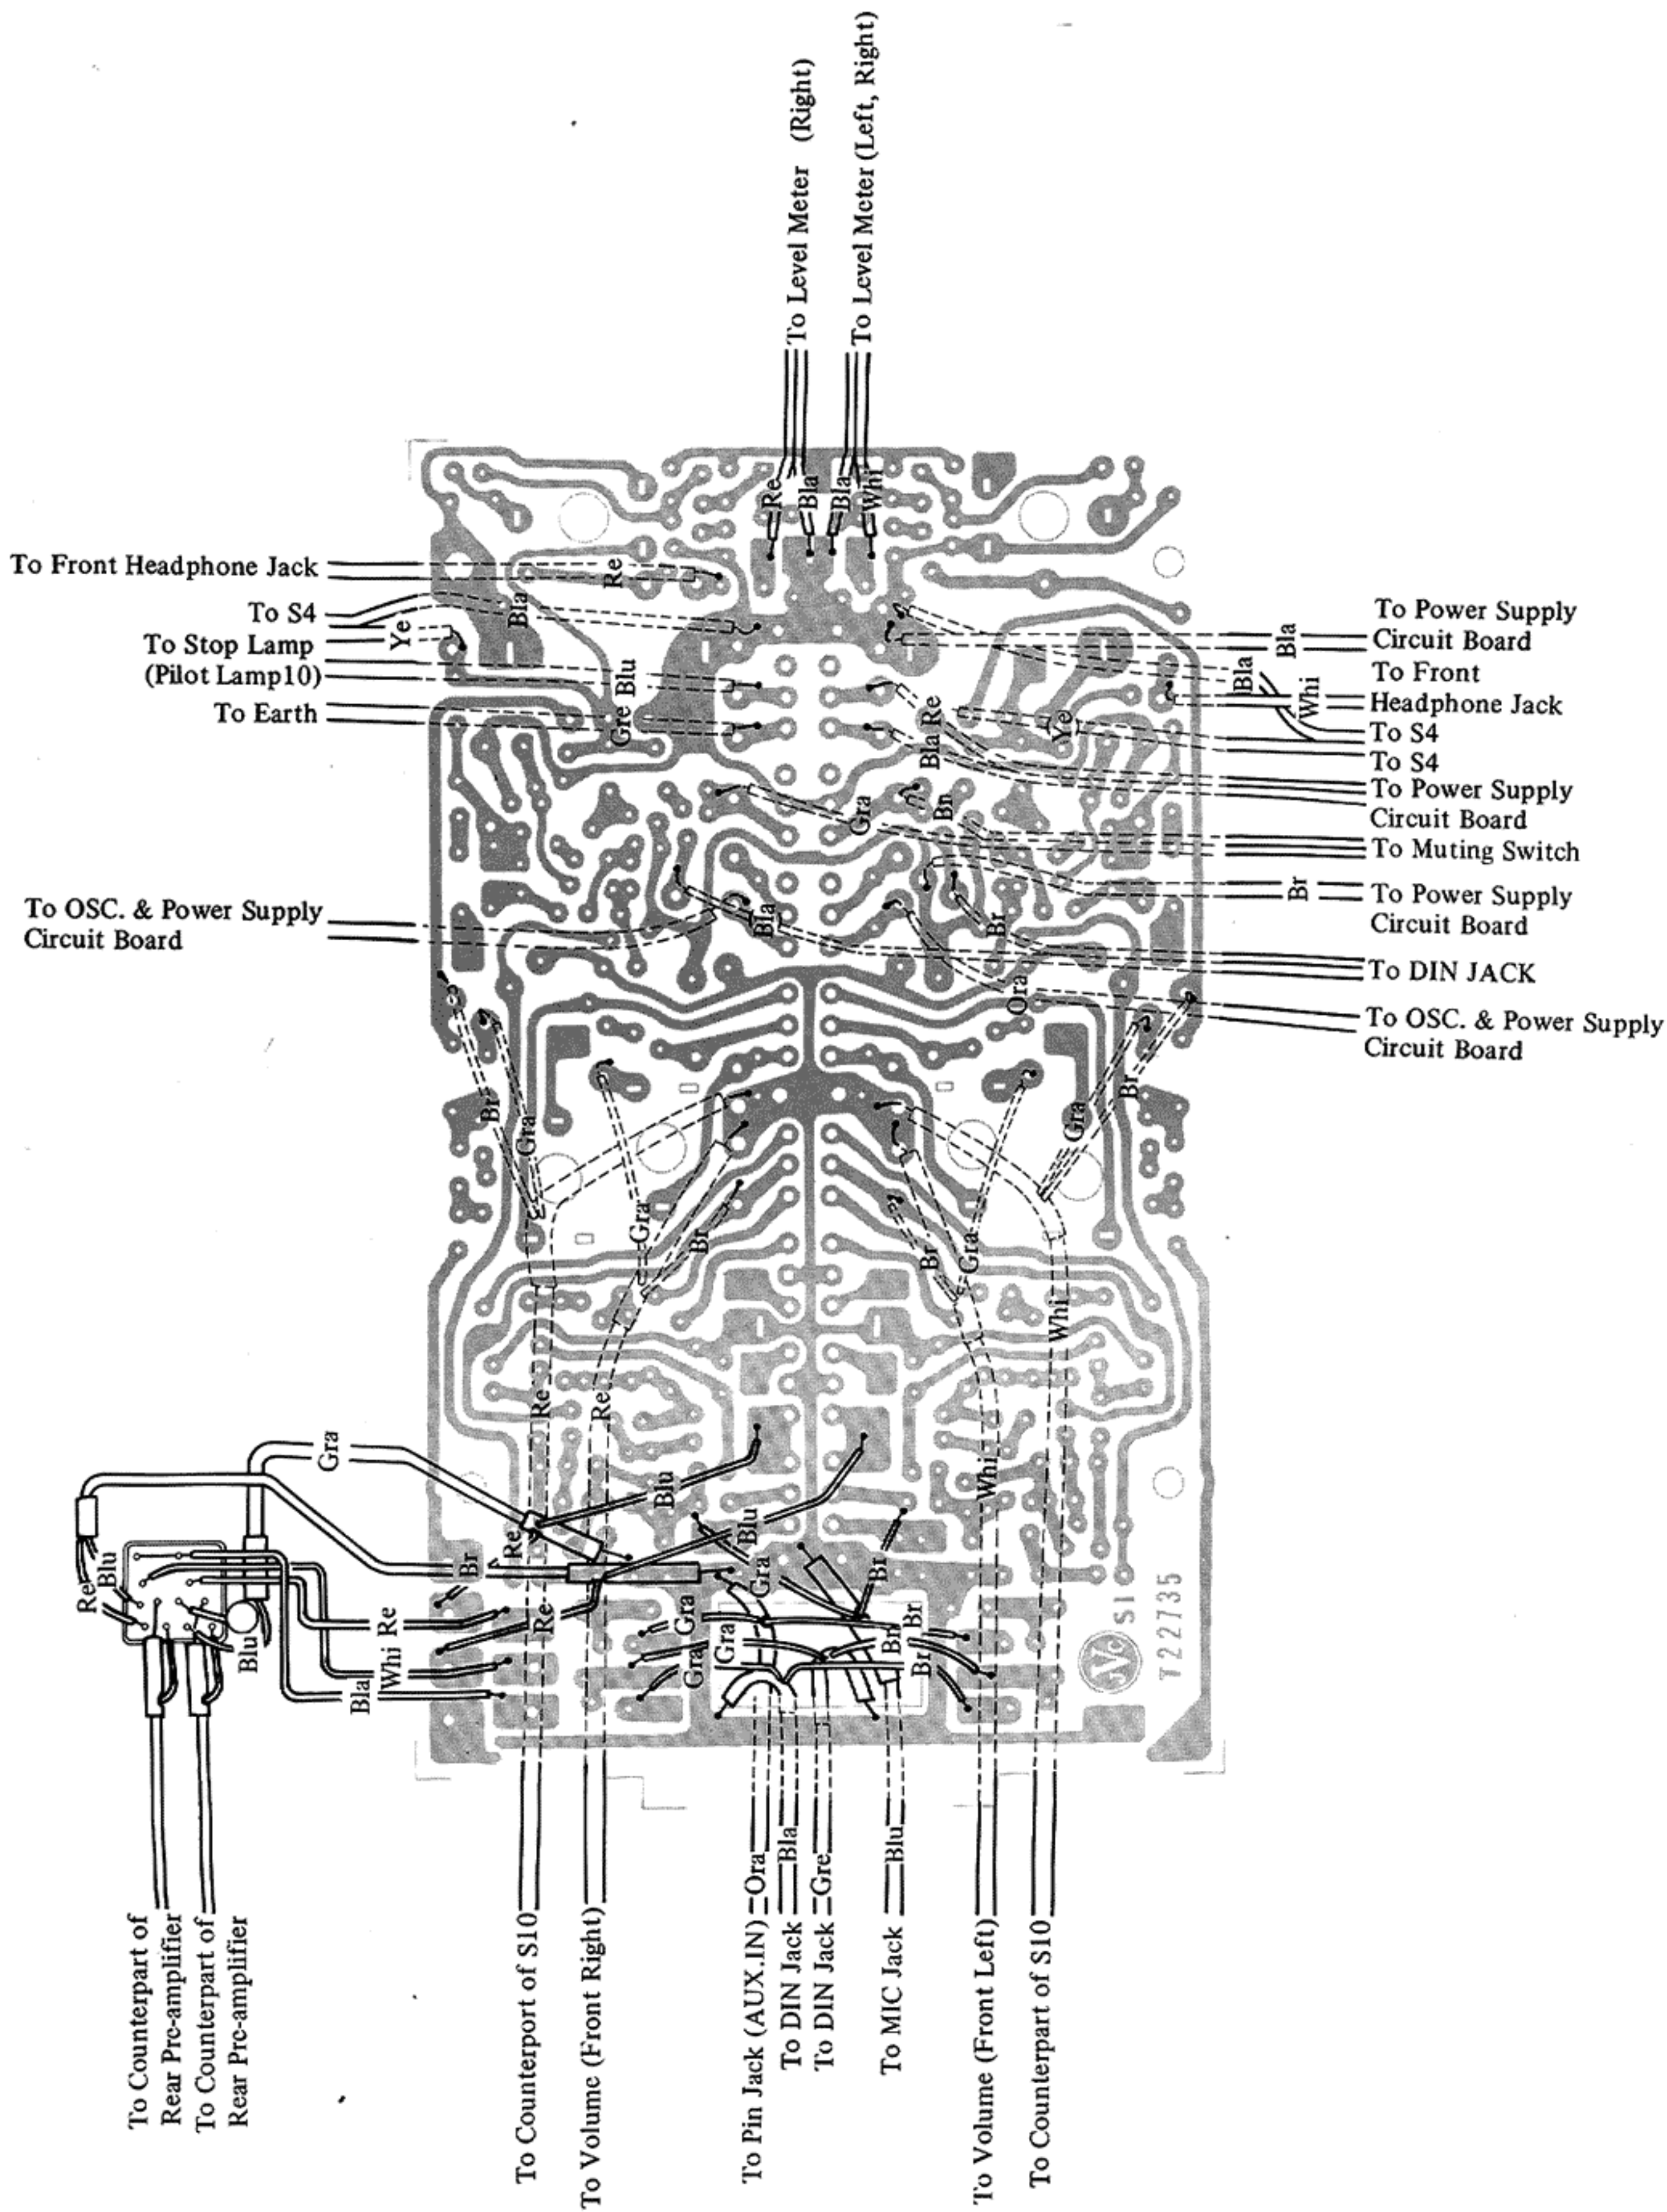 To Level Meter (Right)
To Level Mcter (Left, Right)
Re
Bla
Bla
Whi
To Front Headphone Jack
Re
To S4
Bla
Ye
To Stop Lamp
(Pilot Lamp10)
Blu
To Earth
Gre
To Power Supply
Circuit Board
Bla
To Front
Headphone Jack
Bla
Whi
To S4
To S4
Re
Bla
Ye
To Power Supply
Circuit Board
Gra
Bn
To Muting Switch
Br
To Power Supply
Circuit Board
To OSC. & Power Supply
Circuit Board
Bla
Br
To DIN JACK
Ora
To OSC. & Power Supply
Circuit Board
Br
Gra
Gra
Br
Br
Gra
Gra
Br
Whi
Re
Re
Whi
Gra
Blu
Blu
Re
Br
Gra
Br
Re
Blu
Re
Re
Whi
Bla
Blu
Gra
Gra
Gra
Br
Bn
Br
JVC
SI
T22735
To Counterpart of
Rear Prc-amplifier
To Counterpart of
Rear Prc-amplifier
To Counterport of S10
To Volume (Front Right)
To Pin Jack (AUX.IN)
Ora
To DIN Jack
Bla
To DIN Jack
Gre
To MIC Jack
Blu
To Volume (Front Left)
To Counterpart of S10